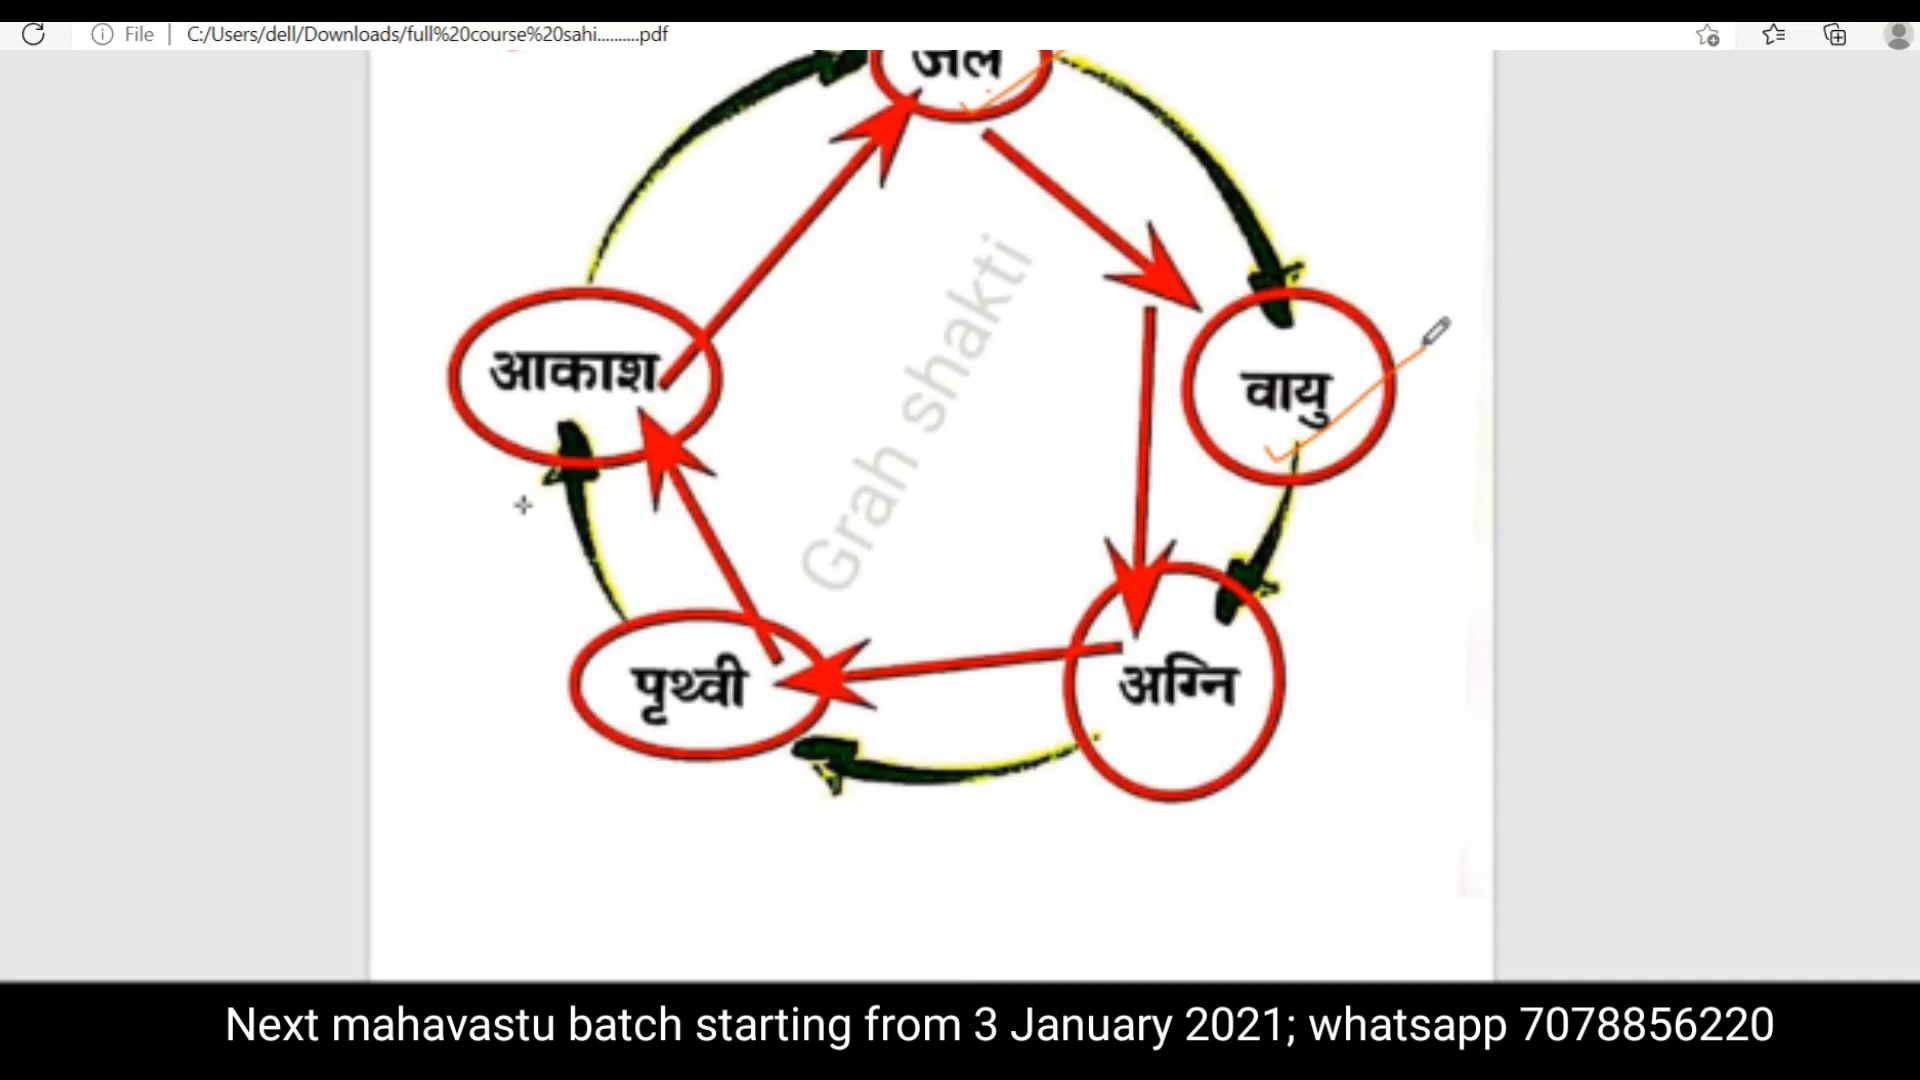 File
C:/Users/dell/Downloads/full%20course%20sahi..........pdf
जल
आकाश
Grah shakti
वायु
पृथ्वी
अग्नि
Next mahavastu batch starting from 3 January 2021; whatsapp 7078856220